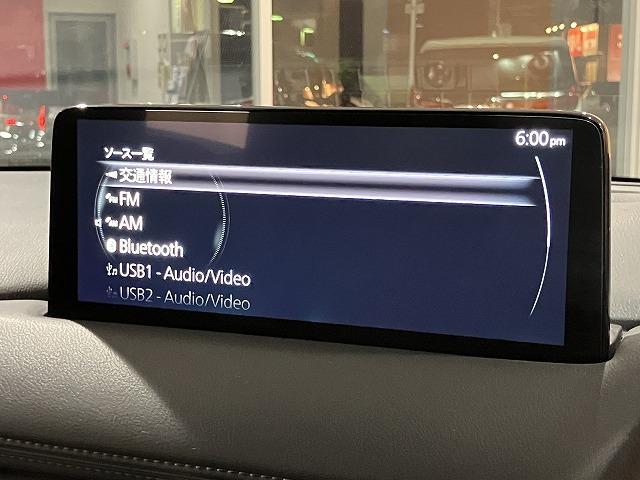 6:00pm
ソース一覧
交通情報
FM
AM
Bluetooth
USB1 - Audio/Video
USB2 - Audio/Video